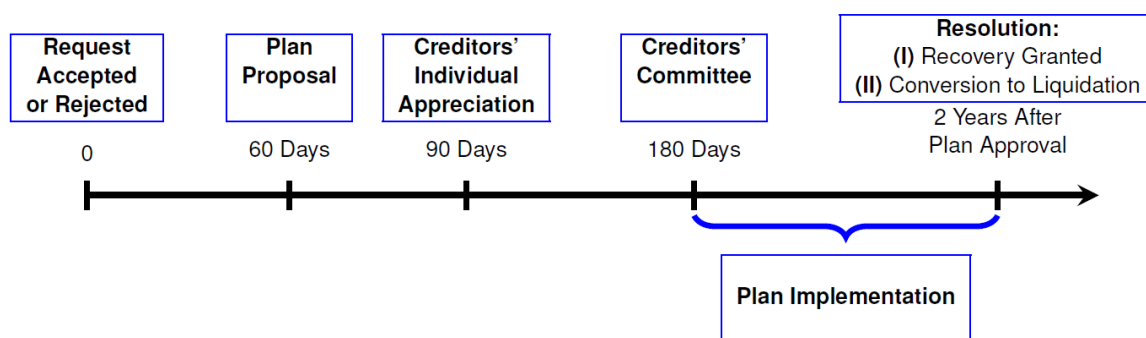 Request
Accepted
or Rejected
Plan
Proposal
Creditors’
Individual
Appreciation
Creditors’
Committee
Resolution:
(I) Recovery Granted
(II) Conversion to Liquidation
0
60 Days
90 Days
180 Days
2 Years After
Plan Approval
Plan Implementation